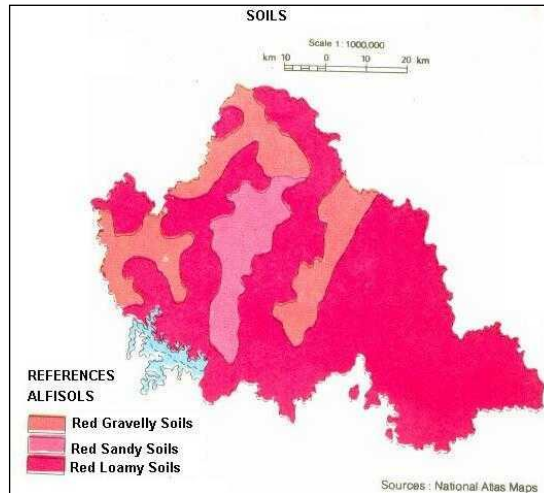 SOILS
Scale 1: 1000,000
km 10 0 10 20 km
REFERENCES
ALFISOLS
Red Gravelly Soils
Red Sandy Soils
Red Loamy Soils
Sources : National Atlas Maps